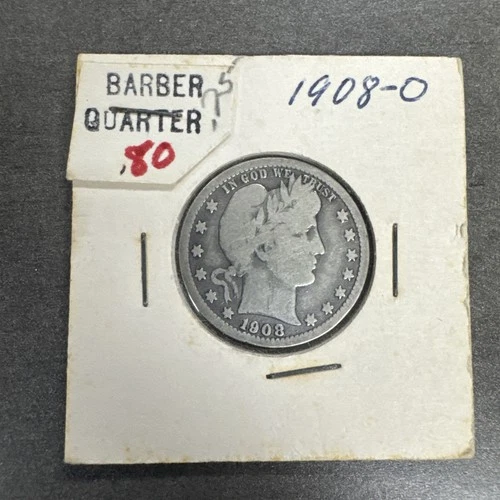 BARBER
QUARTER
.80
1908-O
IN GOD WE TRUST
1908